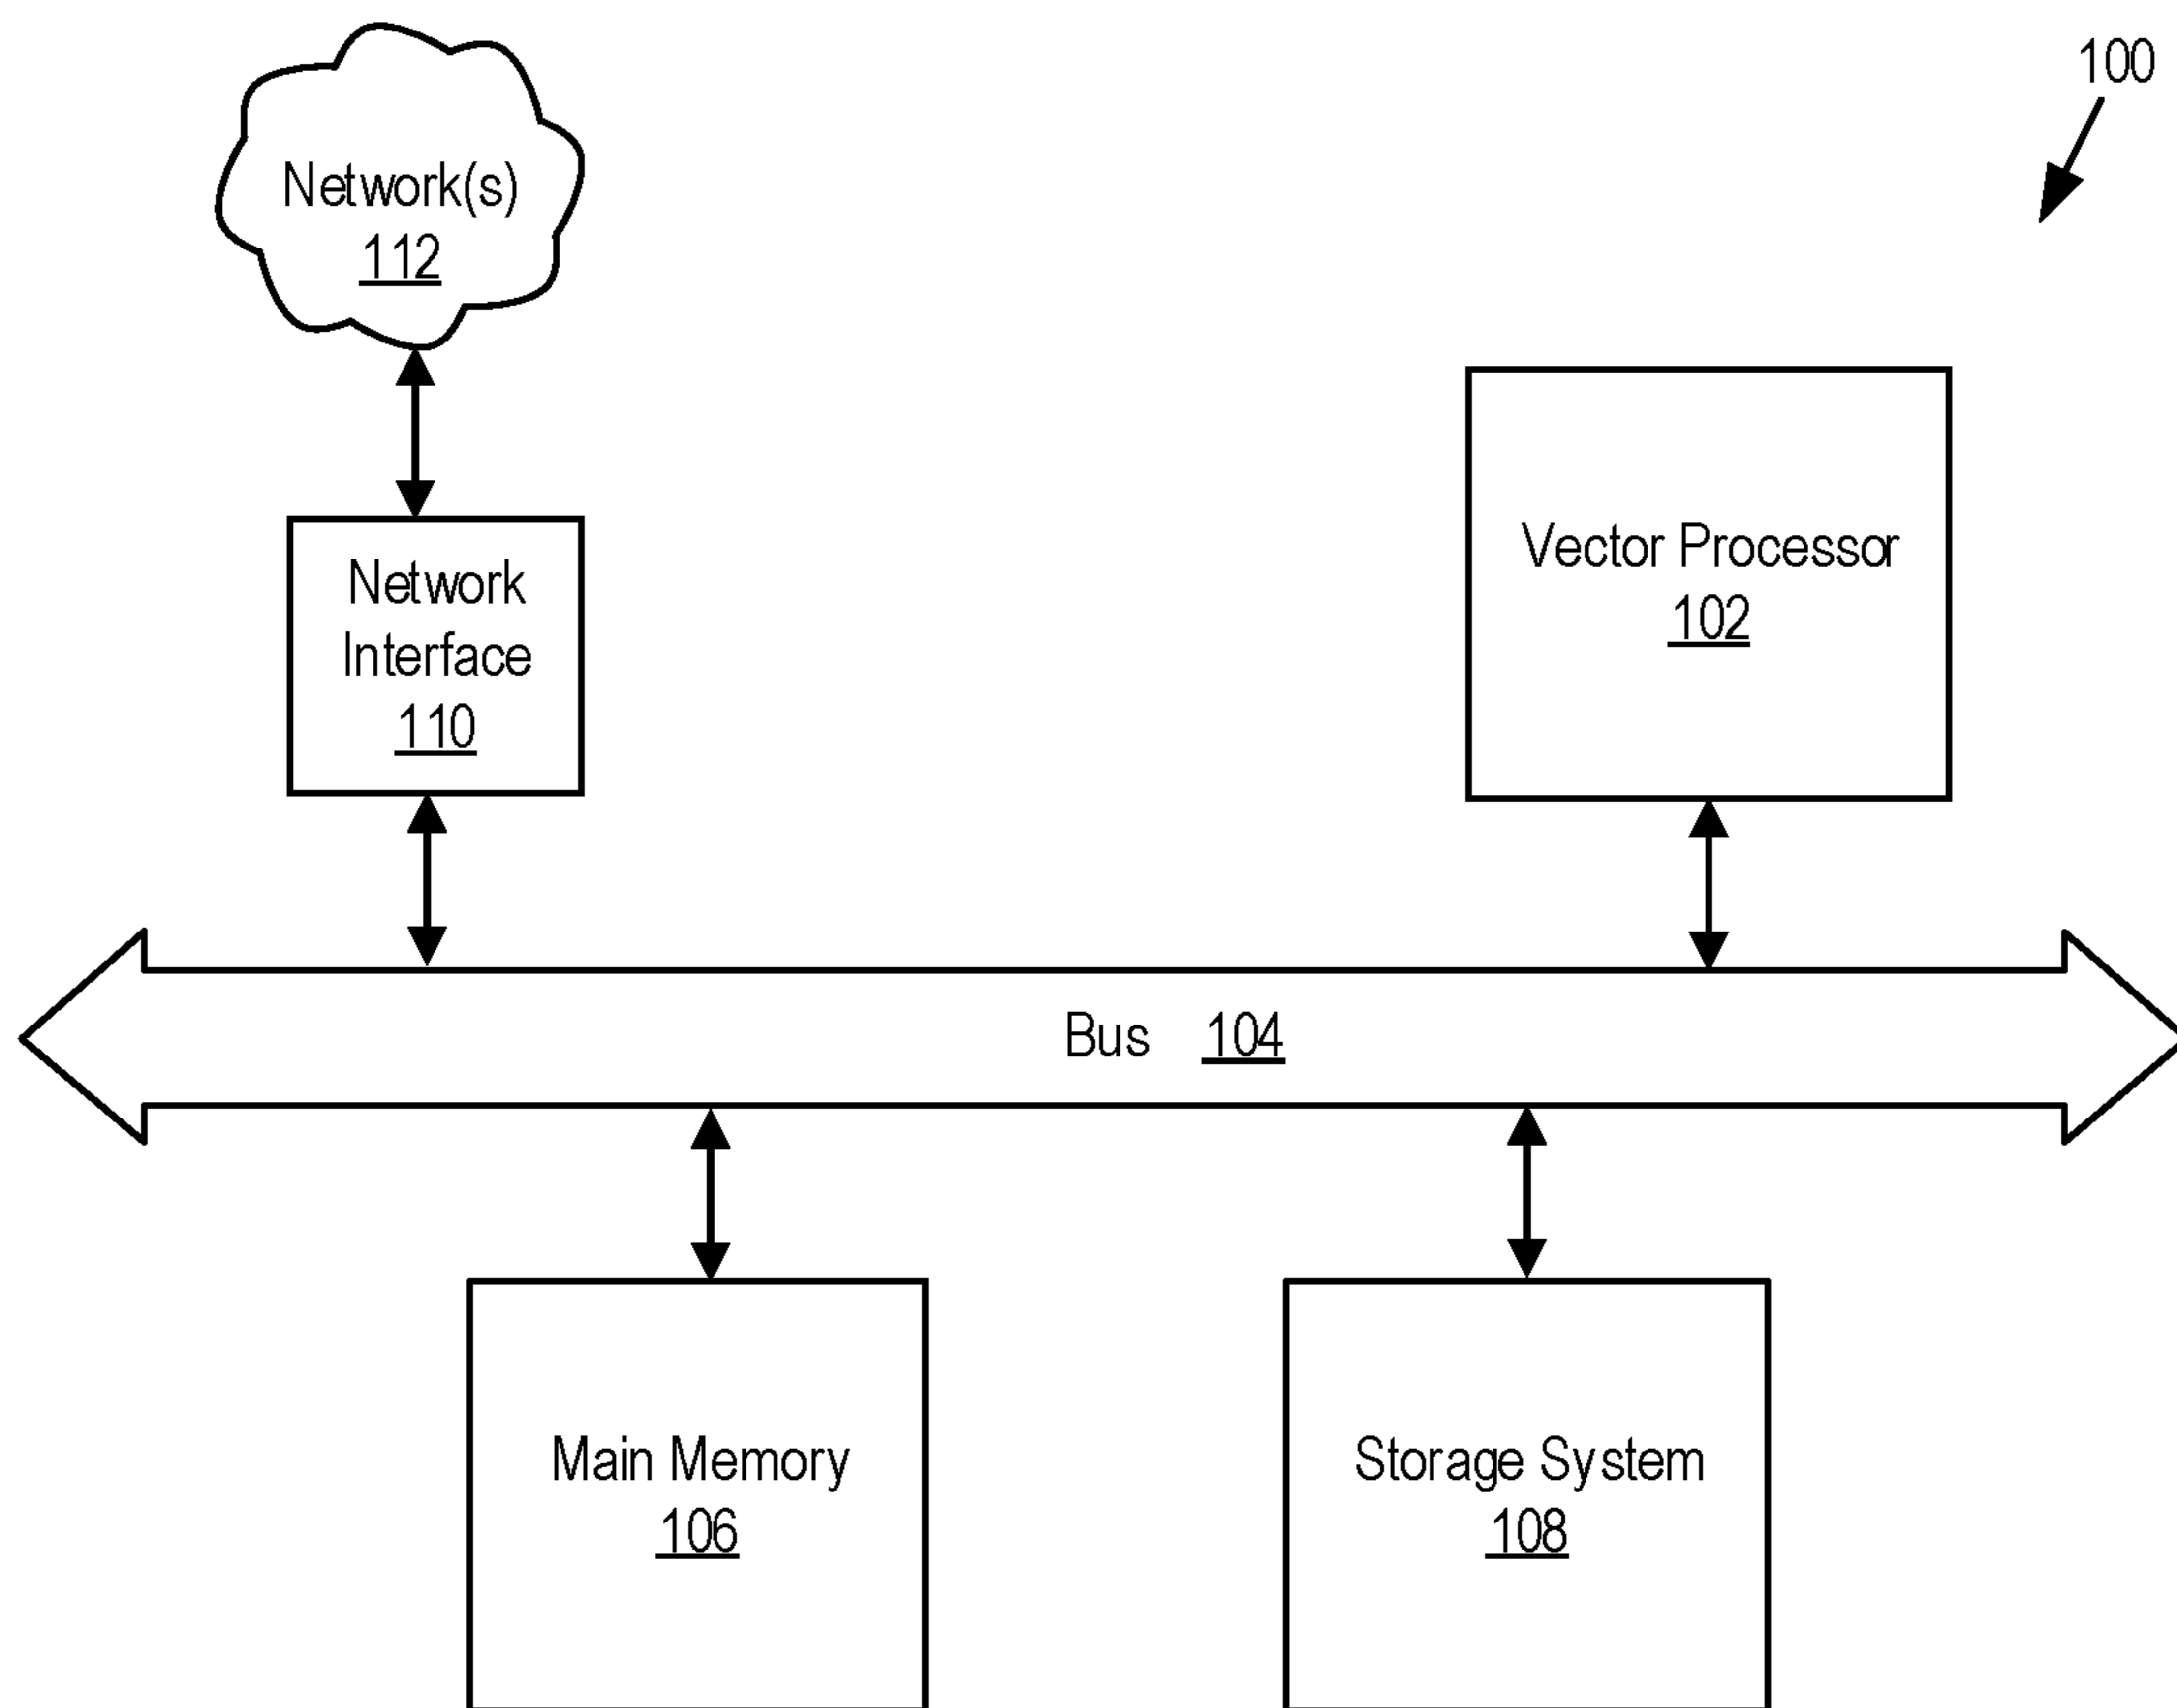 100
Network(s)
112
Network
Interface
110
Vector Processor
102
Bus 104
Main Memory
106
Storage System
108